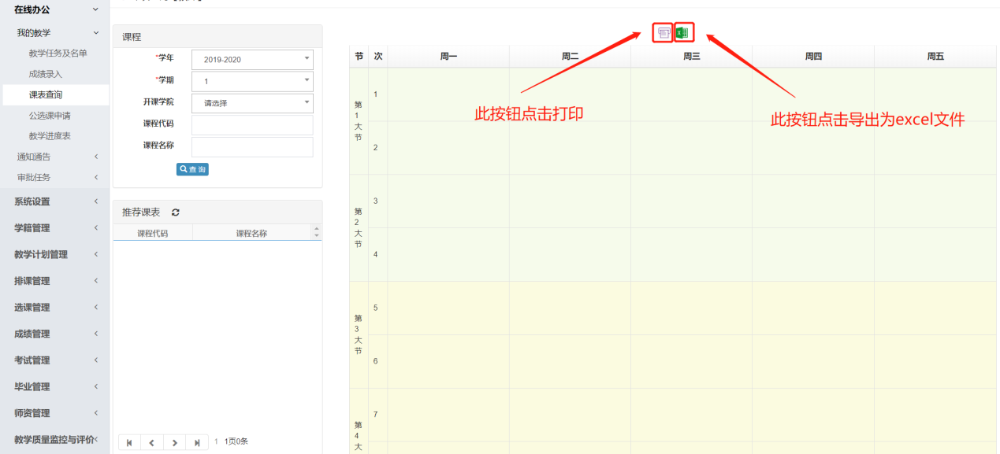 在线办公
我的教学
教学任务及名单
成绩录入
课表查询
公选课申请
教学进度表
通知通告
审批任务
系统设置
学籍管理
教学计划管理
排课管理
选课管理
成绩管理
考试管理
毕业管理
师资管理
教学质量监控与评价
课程
*学年 2019-2020
*学期 1
开课学院 请选择
课程代码
课程名称
查询
推荐课表
课程代码 课程名称
1 1页0条
此按钮点击打印
此按钮点击导出为excel文件
节 次 周一 周二 周三 周四 周五
第1大节
1
2
第2大节
3
4
第3大节
5
6
第4大
7